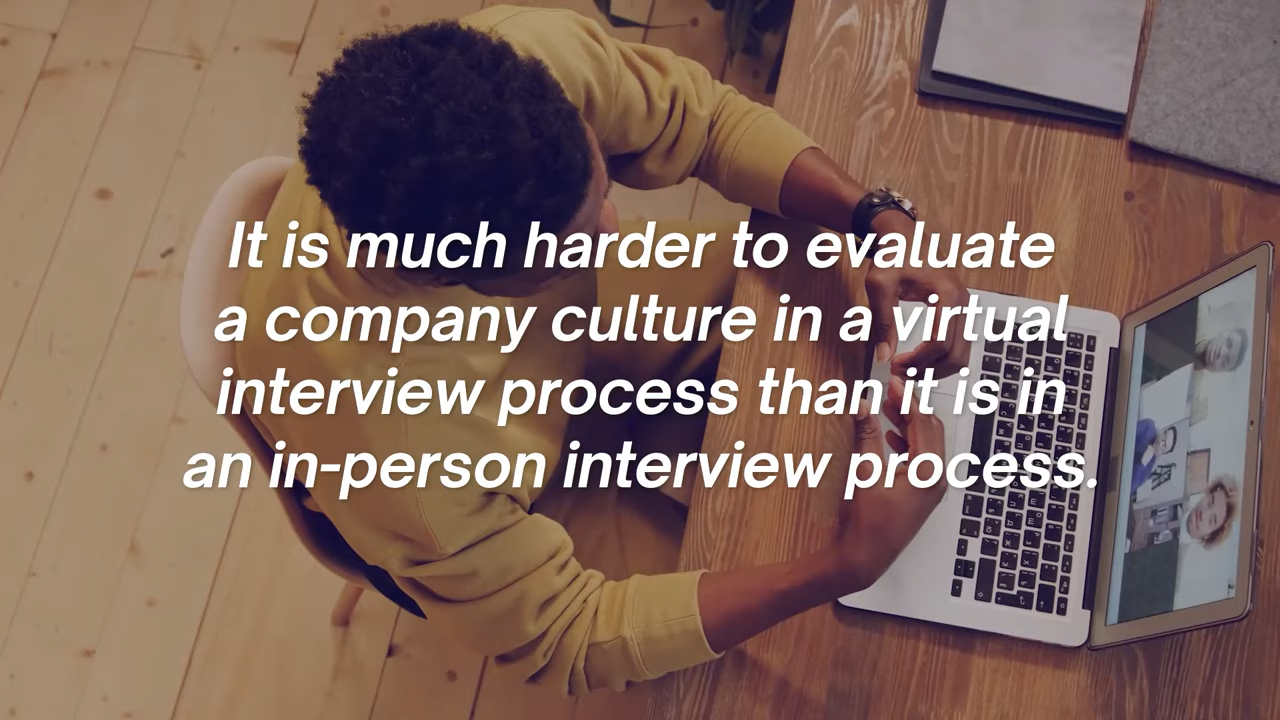 It is much harder to evaluate
a company culture in a virtual
interview process than it is in
an in-person interview process.